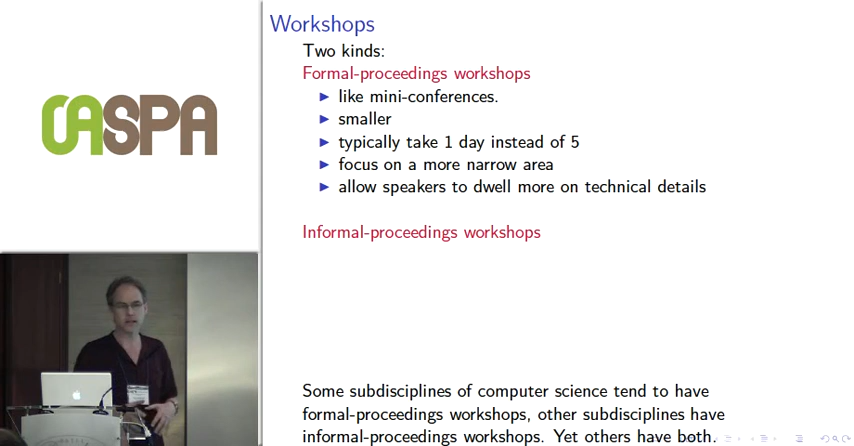 Workshops
Two kinds:
Formal-proceedings workshops
▶ like mini-conferences.
▶ smaller
▶ typically take 1 day instead of 5
▶ focus on a more narrow area
▶ allow speakers to dwell more on technical details
Informal-proceedings workshops
Some subdisciplines of computer science tend to have
formal-proceedings workshops, other subdisciplines have
informal-proceedings workshops. Yet others have both.
OASPA